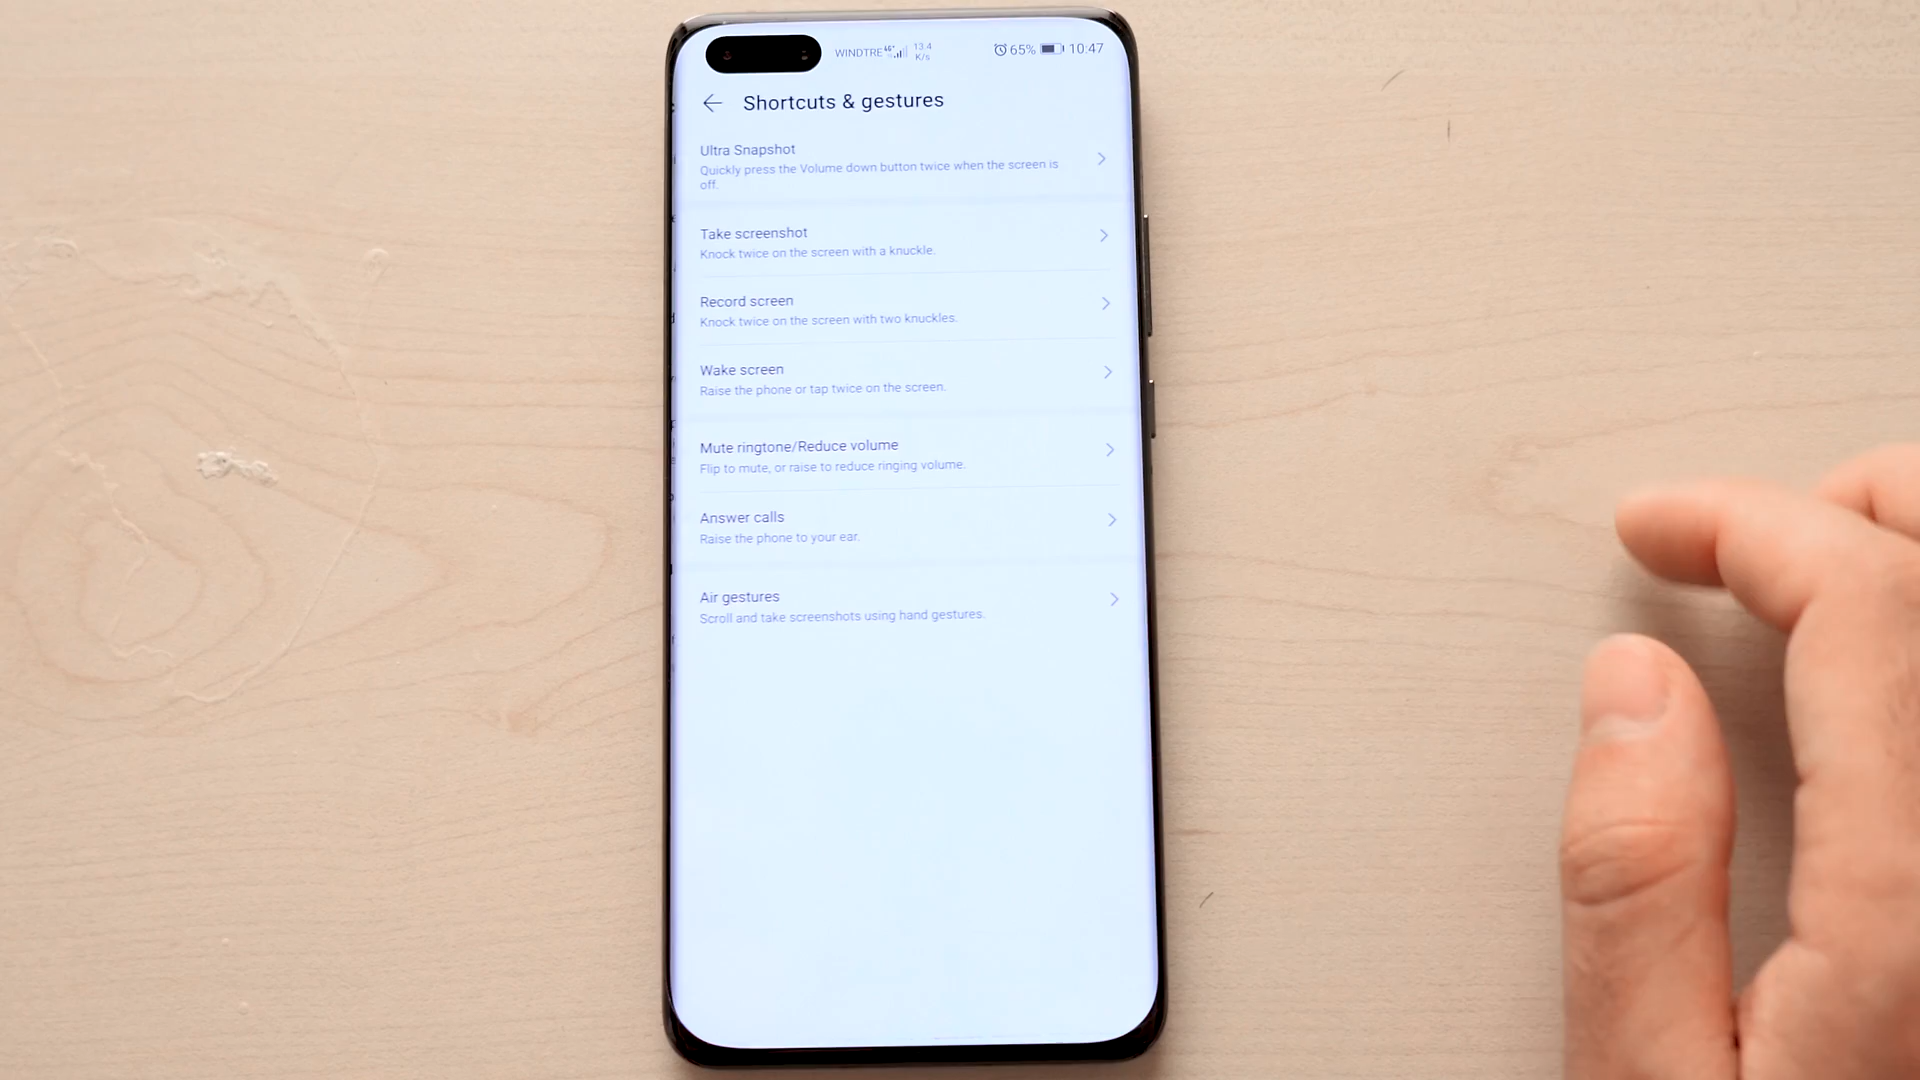 WINDTRE 4G+ 13.4 K/s 65% 10:47
Shortcuts & gestures
Ultra Snapshot
Quickly press the Volume down button twice when the screen is
off.
Take screenshot
Knock twice on the screen with a knuckle.
Record screen
Knock twice on the screen with two knuckles.
Wake screen
Raise the phone or tap twice on the screen.
Mute ringtone/Reduce volume
Flip to mute, or raise to reduce ringing volume.
Answer calls
Raise the phone to your ear.
Air gestures
Scroll and take screenshots using hand gestures.